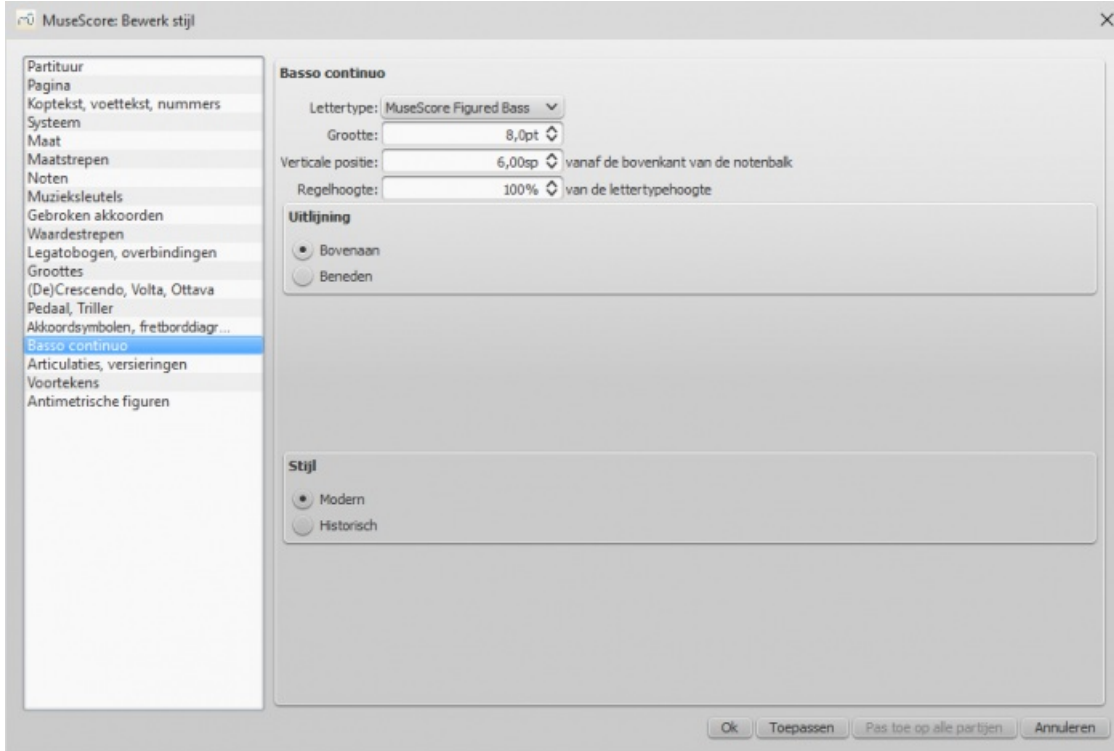 MuseScore: Bewerk stijl
Partituur
Pagina
Koptekst, voettekst, nummers
Systeem
Maat
Maatstrepen
Noten
Muzieksleutels
Gebroken akkoorden
Waardestrepen
Legatobogen, overbindingen
Groottes
(De)Crescendo, Volta, Ottava
Pedaal, Triller
Akkoordsymbolen, fretborddiagr...
Basso continuo
Articulaties, versieringen
Voortekens
Antimetrische figuren
Basso continuo
Lettertype: MuseScore Figured Bass
Grootte: 8,0pt
Verticale positie: 6,00sp vanaf de bovenkant van de notenbalk
Regelhoogte: 100% van de lettertypehoogte
Uitlijning
Bovenaan
Beneden
Stijl
Modern
Historisch
Ok Toepassen Pas toe op alle partijen Annuleren